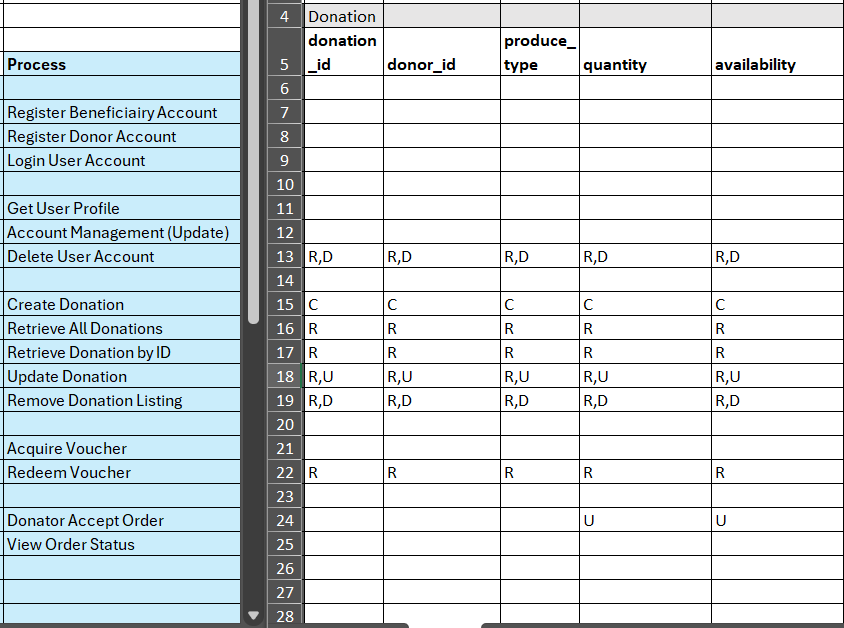 4 Donation
donation_id donor_id produce_type quantity availability
Process 5
6
Register Beneficiairy Account 7
Register Donor Account 8
Login User Account 9
10
Get User Profile 11
Account Management (Update) 12
Delete User Account 13 R,D R,D R,D R,D R,D
14
Create Donation 15 C C C C C
Retrieve All Donations 16 R R R R R
Retrieve Donation by ID 17 R R R R R
Update Donation 18 R,U R,U R,U R,U R,U
Remove Donation Listing 19 R,D R,D R,D R,D R,D
20
Acquire Voucher 21
Redeem Voucher 22 R R R R R
23
Donator Accept Order 24 U U
View Order Status 25
26
27
28